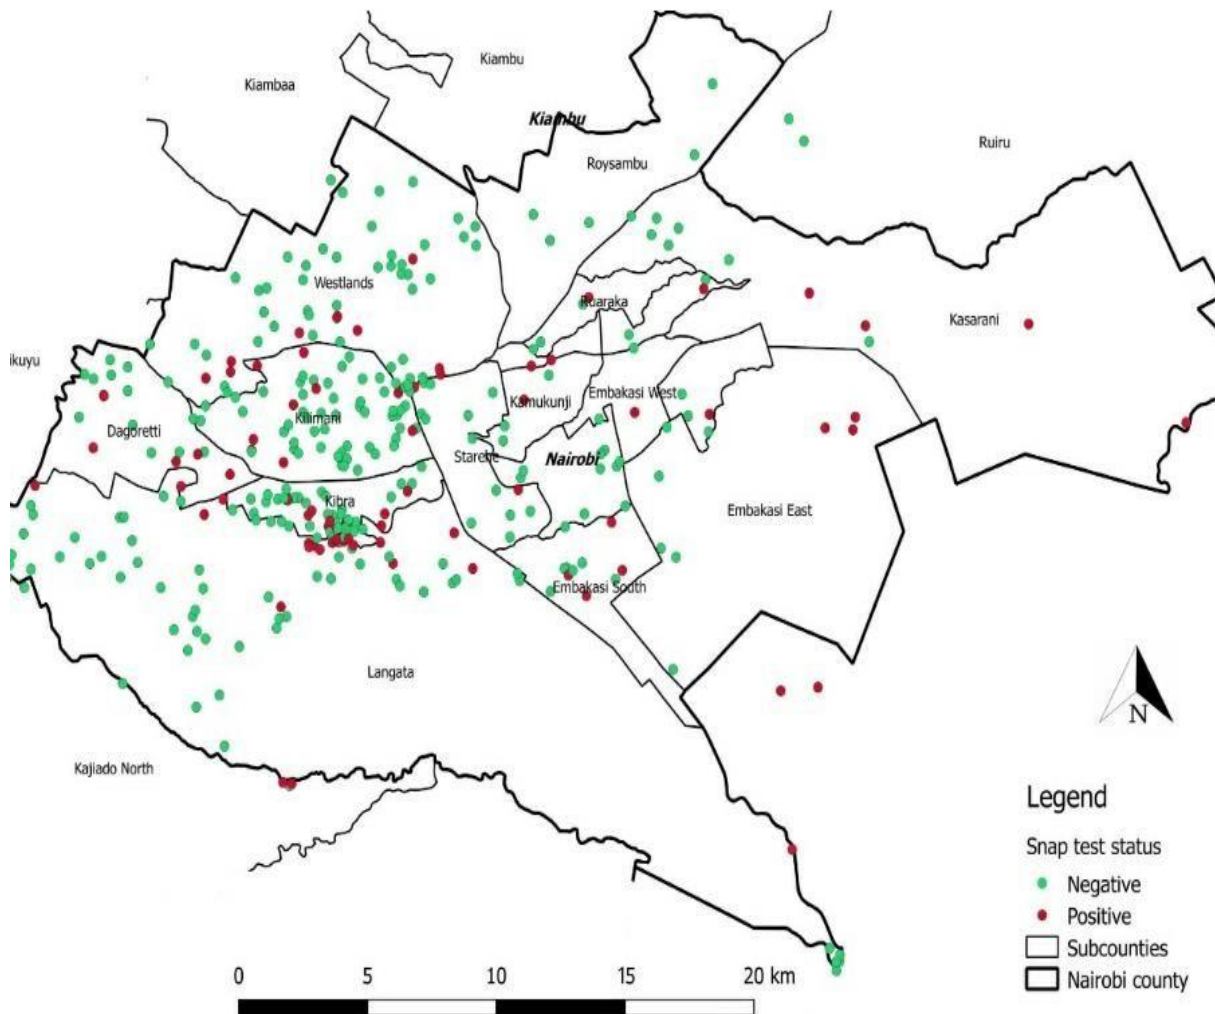 Kiambu
Kiambaa
Kiambu
Ruiru
Roysambu
Westlands
Ruaraka
Kasarani
ikuyu
Embakasi West
Kamukunji
Kilimani
Dagoretti
Starehe
Nairobi
Kibra
Embakasi East
Embakasi South
Langata
Kajiado North
N
Legend
Snap test status
Negative
Positive
Subcounties
Nairobi county
0 5 10 15 20 km